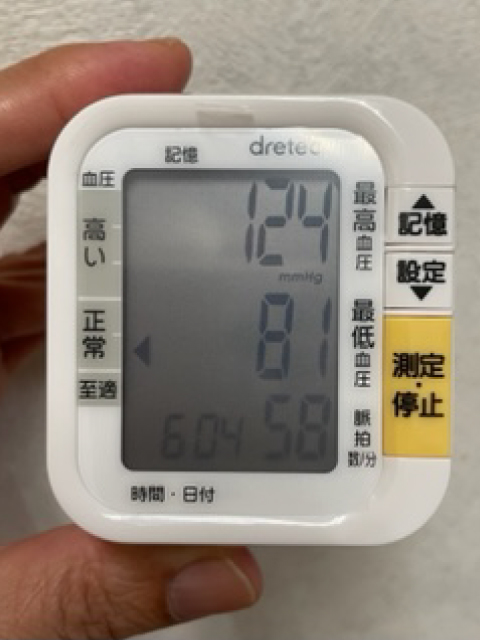 記憶
dretec
血圧
高い
正常
至適
124
mmHg
81
604 58
最高血圧
最低血圧
脈拍数/分
時間・日付
記憶
設定
測定・停止